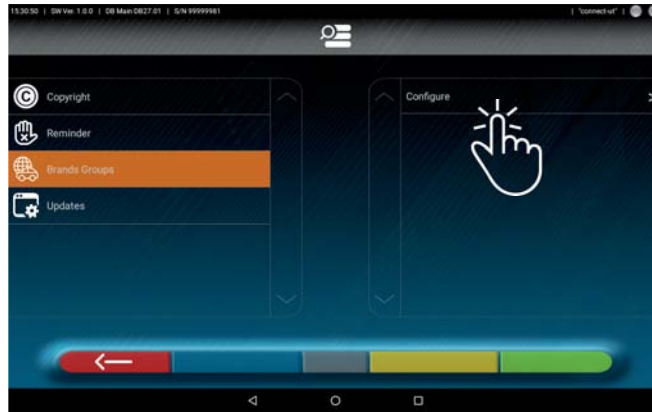 15:30:50 | SW Ver. 1.0.0 | DB Main DB27.01 | S/N 99999981 | "connect-ut" |
Copyright
Configure
Reminder
Brands Groups
Updates